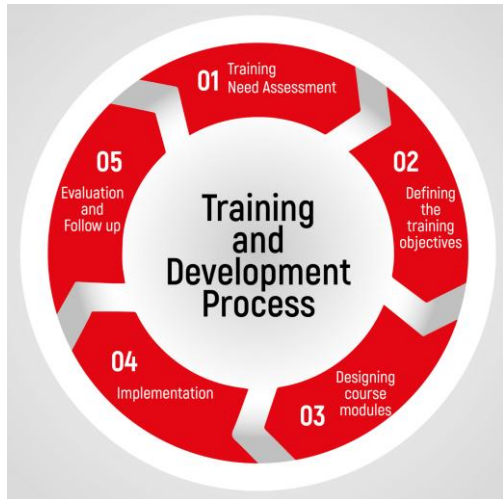 01 Training
Need Assessment
02
Defining
the
training
objectives
03
Designing
course
modules
04
Implementation
05
Evaluation
and
Follow up
Training
and
Development
Process